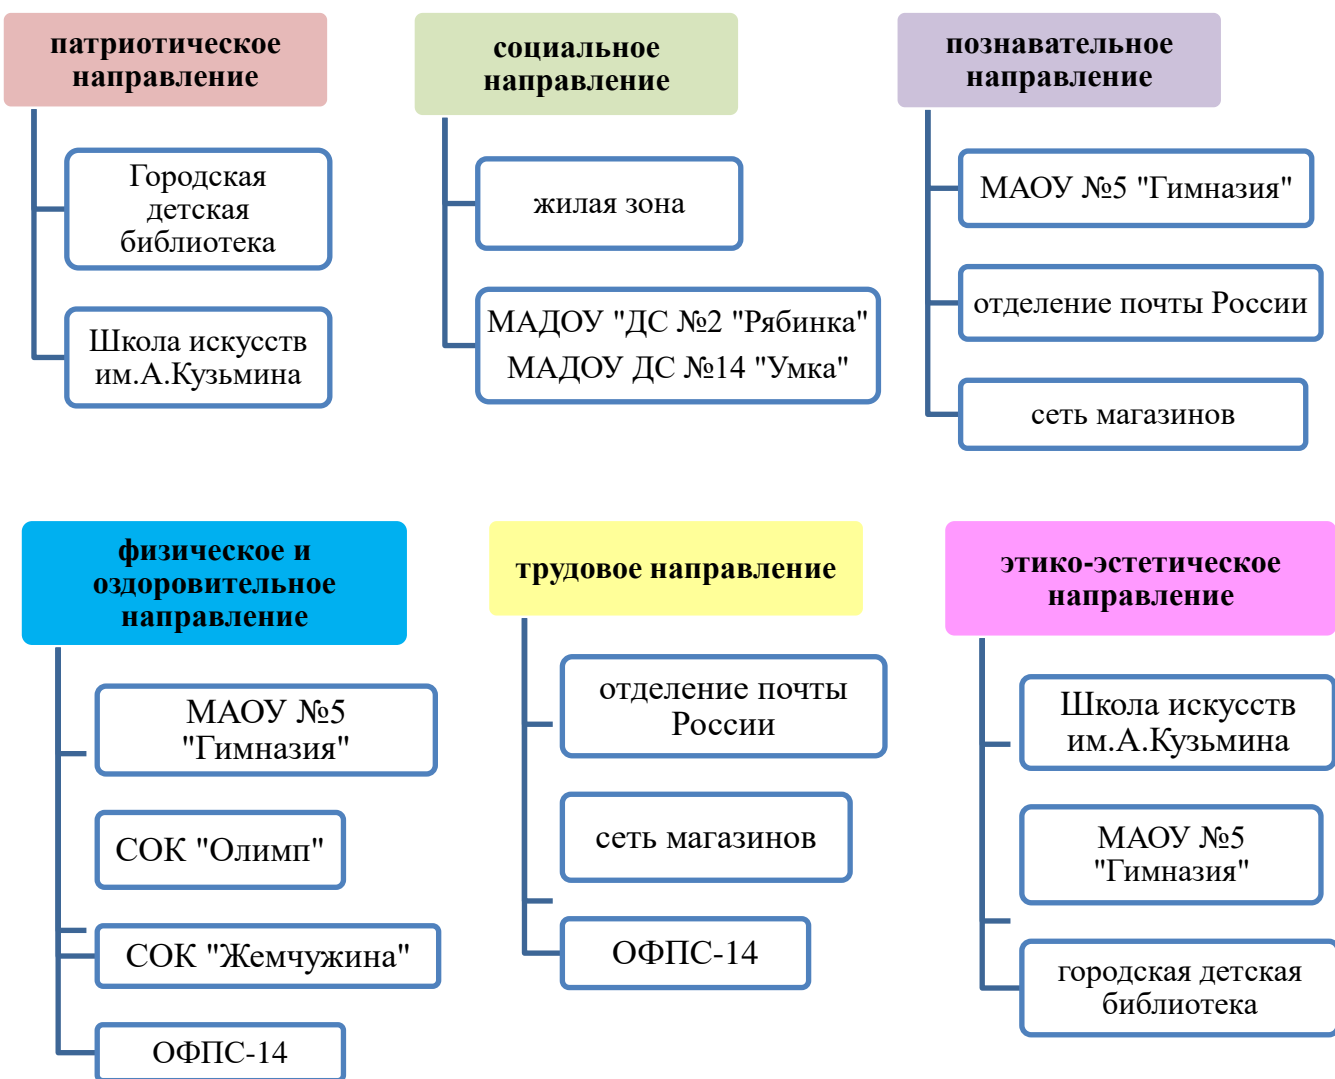 патриотическое
направление
Городская
детская
библиотека
Школа искусств
им.А.Кузьмина
социальное
направление
жилая зона
МАДОУ "ДС №2 "Рябинка"
МАДОУ ДС №14 "Умка"
познавательное
направление
МАОУ №5 "Гимназия"
отделение почты России
сеть магазинов
физическое и
оздоровительное
направление
МАОУ №5
"Гимназия"
СОК "Олимп"
СОК "Жемчужина"
ОФПС-14
трудовое направление
отделение почты
России
сеть магазинов
ОФПС-14
этико-эстетическое
направление
Школа искусств
им.А.Кузьмина
МАОУ №5
"Гимназия"
городская детская
библиотека